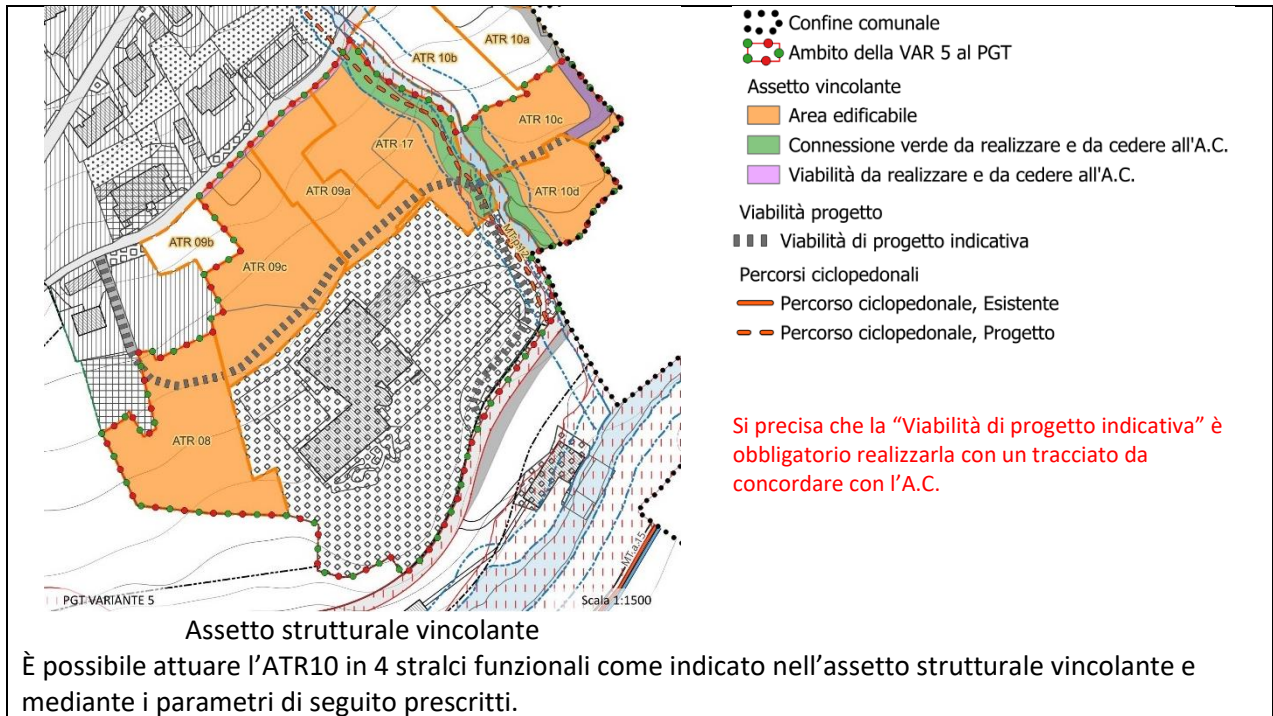 ATR 10a
ATR 10b
ATR 10c
ATR 17
ATR 10d
ATR 09a
ATR 09b
ATR 09c
ATR 08
PGT VARIANTE 5
Scala 1:1500
Confine comunale
Ambito della VAR 5 al PGT
Assetto vincolante
Area edificabile
Connessione verde da realizzare e da cedere all'A.C.
Viabilità da realizzare e da cedere all'A.C.
Viabilità progetto
Viabilità di progetto indicativa
Percorsi ciclopedonali
Percorso ciclopedonale, Esistente
Percorso ciclopedonale, Progetto
Si precisa che la “Viabilità di progetto indicativa” è
obbligatorio realizzarla con un tracciato da
concordare con l’A.C.
Assetto strutturale vincolante
È possibile attuare l’ATR10 in 4 stralci funzionali come indicato nell’assetto strutturale vincolante e
mediante i parametri di seguito prescritti.